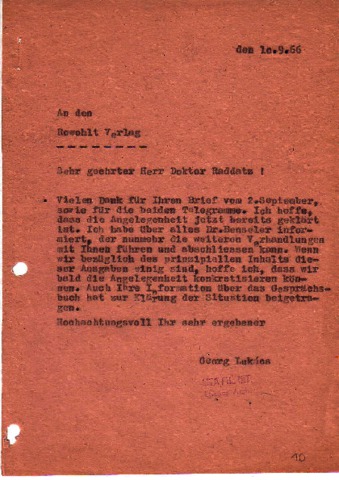 den 10.9.66
An den
Rowohlt Verlag
Sehr geehrter Herr Doktor Raddatz !
Vielen Dank für Ihren Brief vom 2.September,
sowie für die beiden Telegramme. Ich hoffe,
dass die Angelegenheit jetzt bereits geklärt
ist. Ich habe über alles Dr.Benseler infor-
miert, der nunmehr die weiteren Verhandlungen
mit Ihnen führen und abschliessen kann. Wenn
wir bezüglich des prinzipiellen Inhalts die-
ser Ausgaben einig sind, hoffe ich, dass wir
bald die Angelegenheit konkretisieren kön-
nen. Auch Ihre Information über das Gesprächs-
buch hat zur Klärung der Situation beigetra-
gen.
Hochachtungsvoll Ihr sehr ergebener
Georg Lukács
10